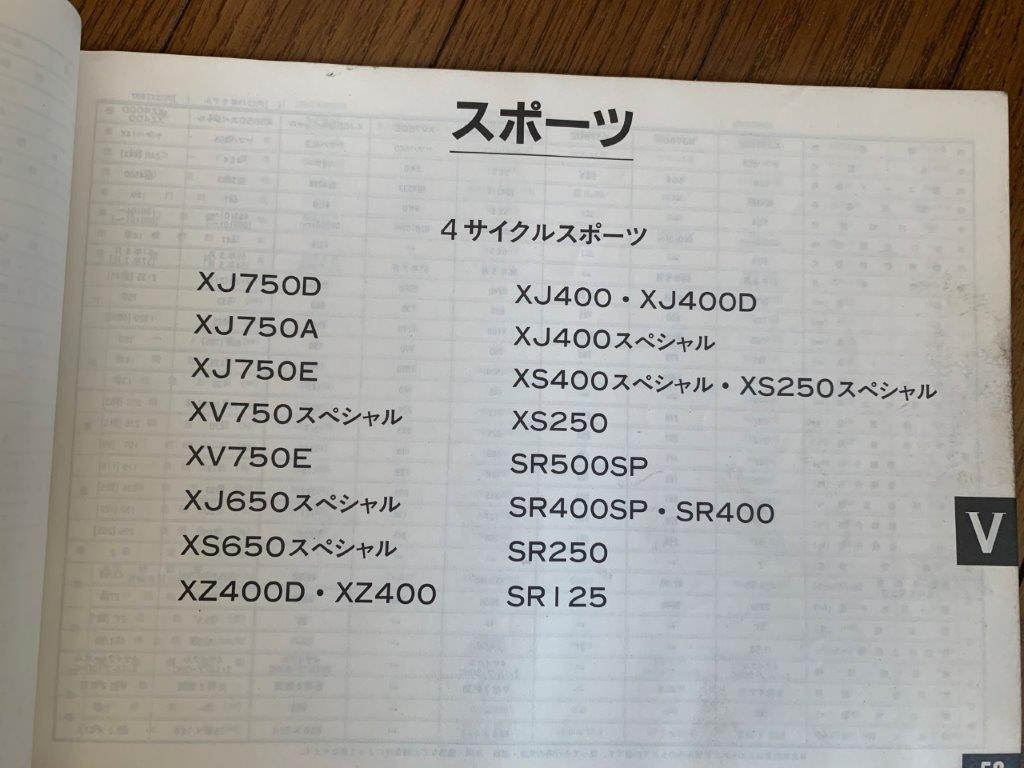 スポーツ
4サイクルスポーツ
XJ750D
XJ750A
XJ750E
XV750スペシャル
XV750E
XJ650スペシャル
XS650スペシャル
XZ400D・XZ400
XJ400・XJ400D
XJ400スペシャル
XS400スペシャル・XS250スペシャル
XS250
SR500SP
SR400SP・SR400
SR250
SR125
V